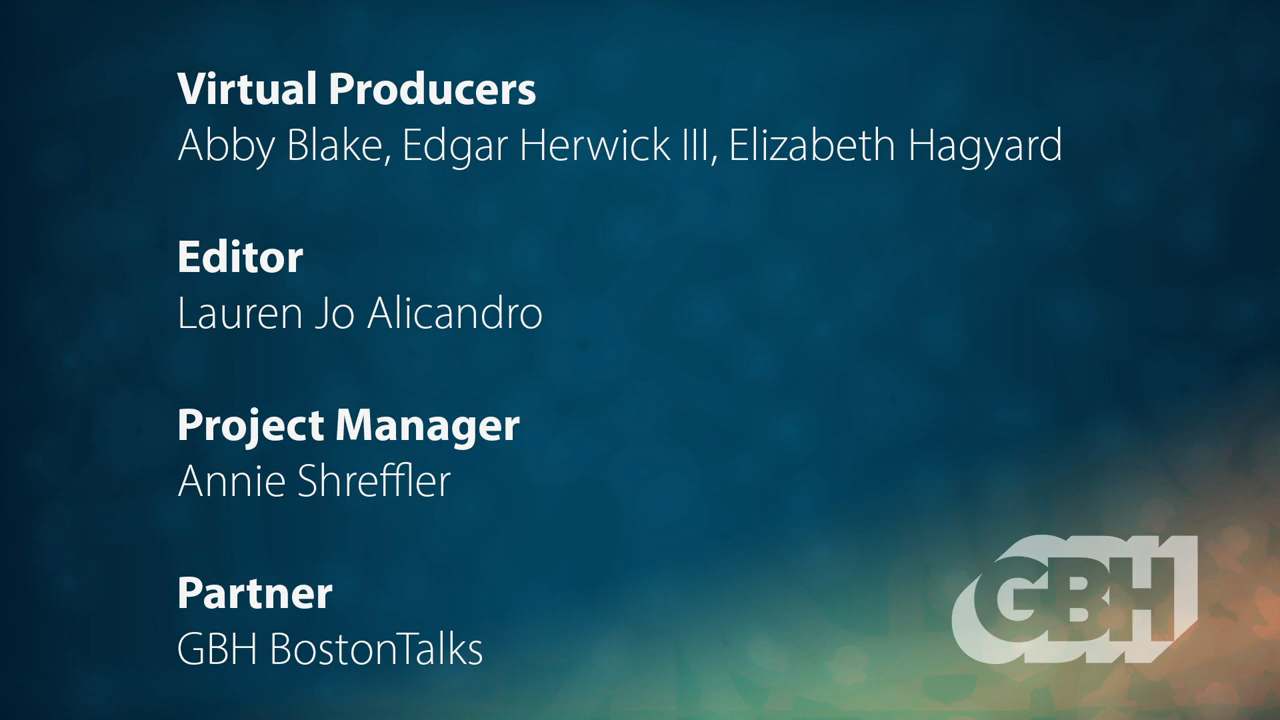 Virtual Producers
Abby Blake, Edgar Herwick III, Elizabeth Hagyard
Editor
Lauren Jo Alicandro
Project Manager
Annie Shreffler
Partner
GBH BostonTalks
GBH